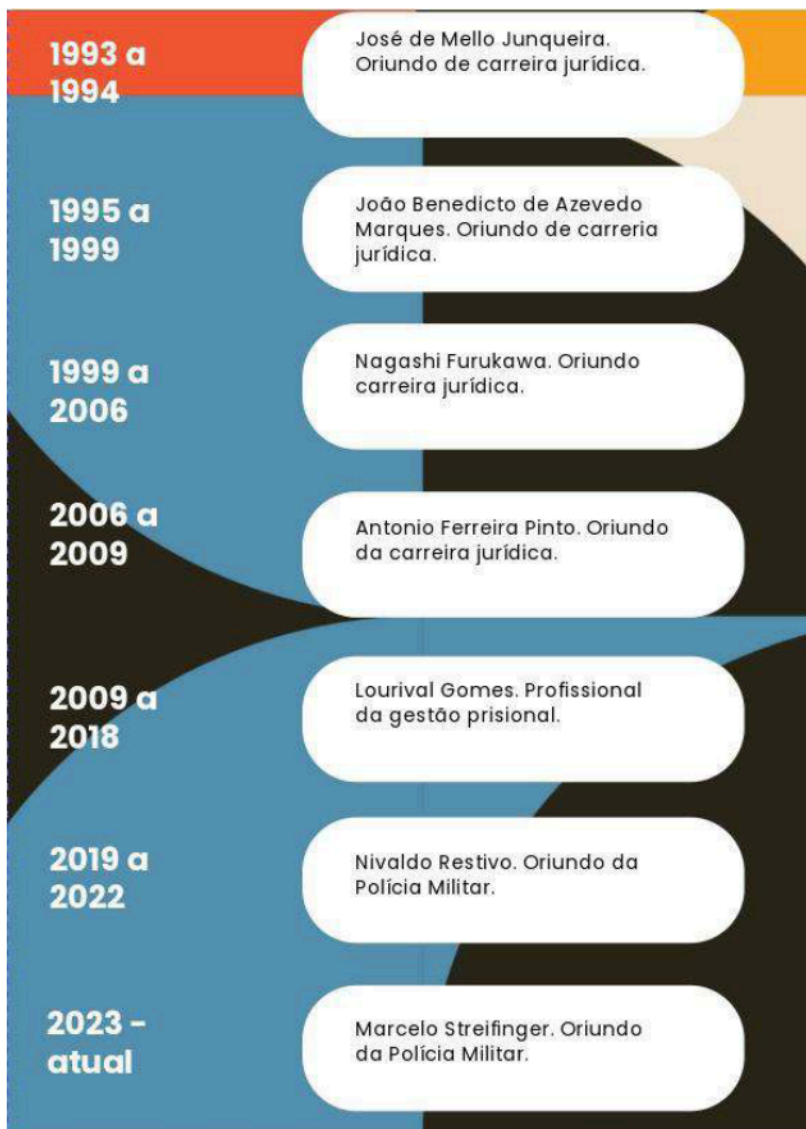 1993 a
1994
José de Mello Junqueira.
Oriundo de carreira jurídica.
1995 a
1999
João Benedicto de Azevedo
Marques. Oriundo de carreria
jurídica.
1999 a
2006
Nagashi Furukawa. Oriundo
carreira jurídica.
2006 a
2009
Antonio Ferreira Pinto. Oriundo
da carreira jurídica.
2009 a
2018
Lourival Gomes. Profissional
da gestão prisional.
2019 a
2022
Nivaldo Restivo. Oriundo da
Polícia Militar.
2023 -
atual
Marcelo Streifinger. Oriundo
da Polícia Militar.